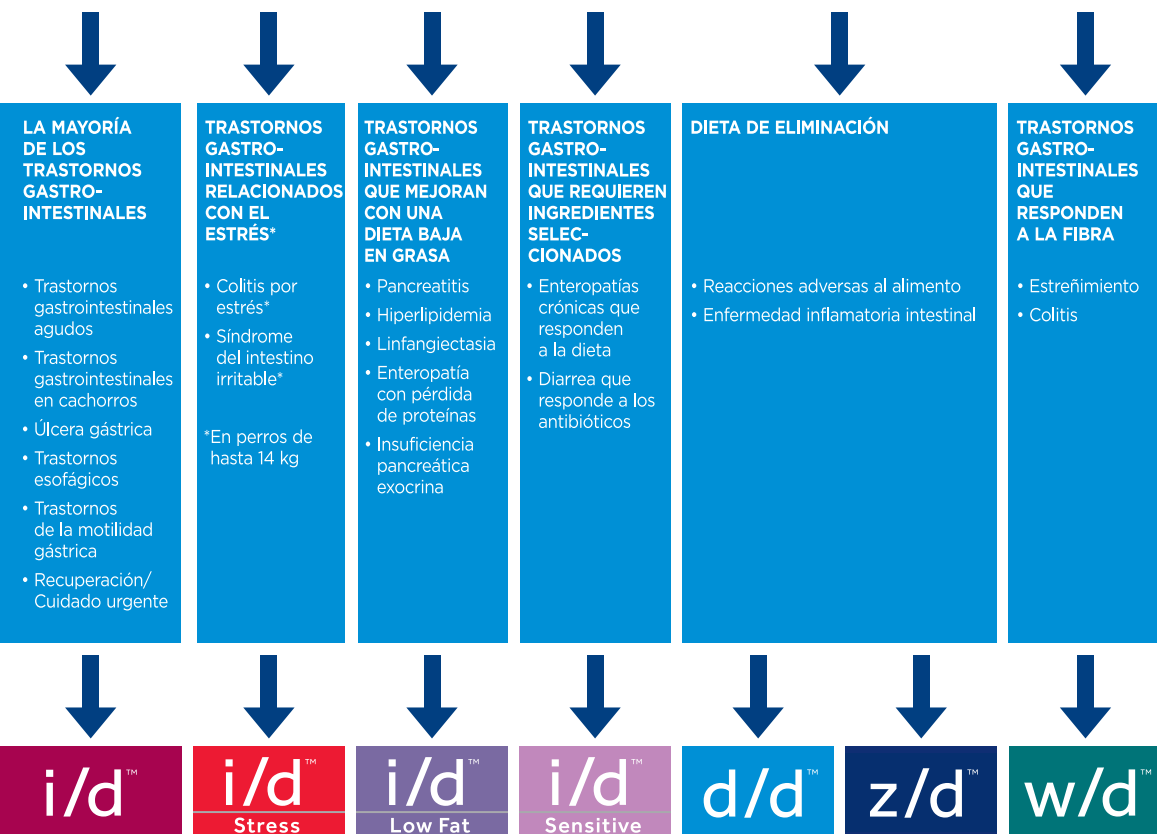 LA MAYORÍA
DE LOS
TRASTORNOS
GASTRO-
INTESTINALES
• Trastornos
gastrointestinales
agudos
• Trastornos
gastrointestinales
en cachorros
• Úlcera gástrica
• Trastornos
esofágicos
• Trastornos
de la motilidad
gástrica
• Recuperación/
Cuidado urgente
TRASTORNOS
GASTRO-
INTESTINALES
RELACIONADOS
CON EL
ESTRÉS*
• Colitis por
estrés*
• Síndrome
del intestino
irritable*
*En perros de
hasta 14 kg
TRASTORNOS
GASTRO-
INTESTINALES
QUE MEJORAN
CON UNA
DIETA BAJA
EN GRASA
• Pancreatitis
• Hiperlipidemia
• Linfangiectasia
• Enteropatía
con pérdida
de proteínas
• Insuficiencia
pancreática
exocrina
TRASTORNOS
GASTRO-
INTESTINALES
QUE REQUIEREN
INGREDIENTES
SELEC-
CIONADOS
• Enteropatías
crónicas que
responden
a la dieta
• Diarrea que
responde a los
antibióticos
DIETA DE ELIMINACIÓN
• Reacciones adversas al alimento
• Enfermedad inflamatoria intestinal
TRASTORNOS
GASTRO-
INTESTINALES
QUE
RESPONDEN
A LA FIBRA
• Estreñimiento
• Colitis
i/d™
i/d™
Stress
i/d™
Low Fat
i/d™
Sensitive
d/d™
z/d™
w/d™